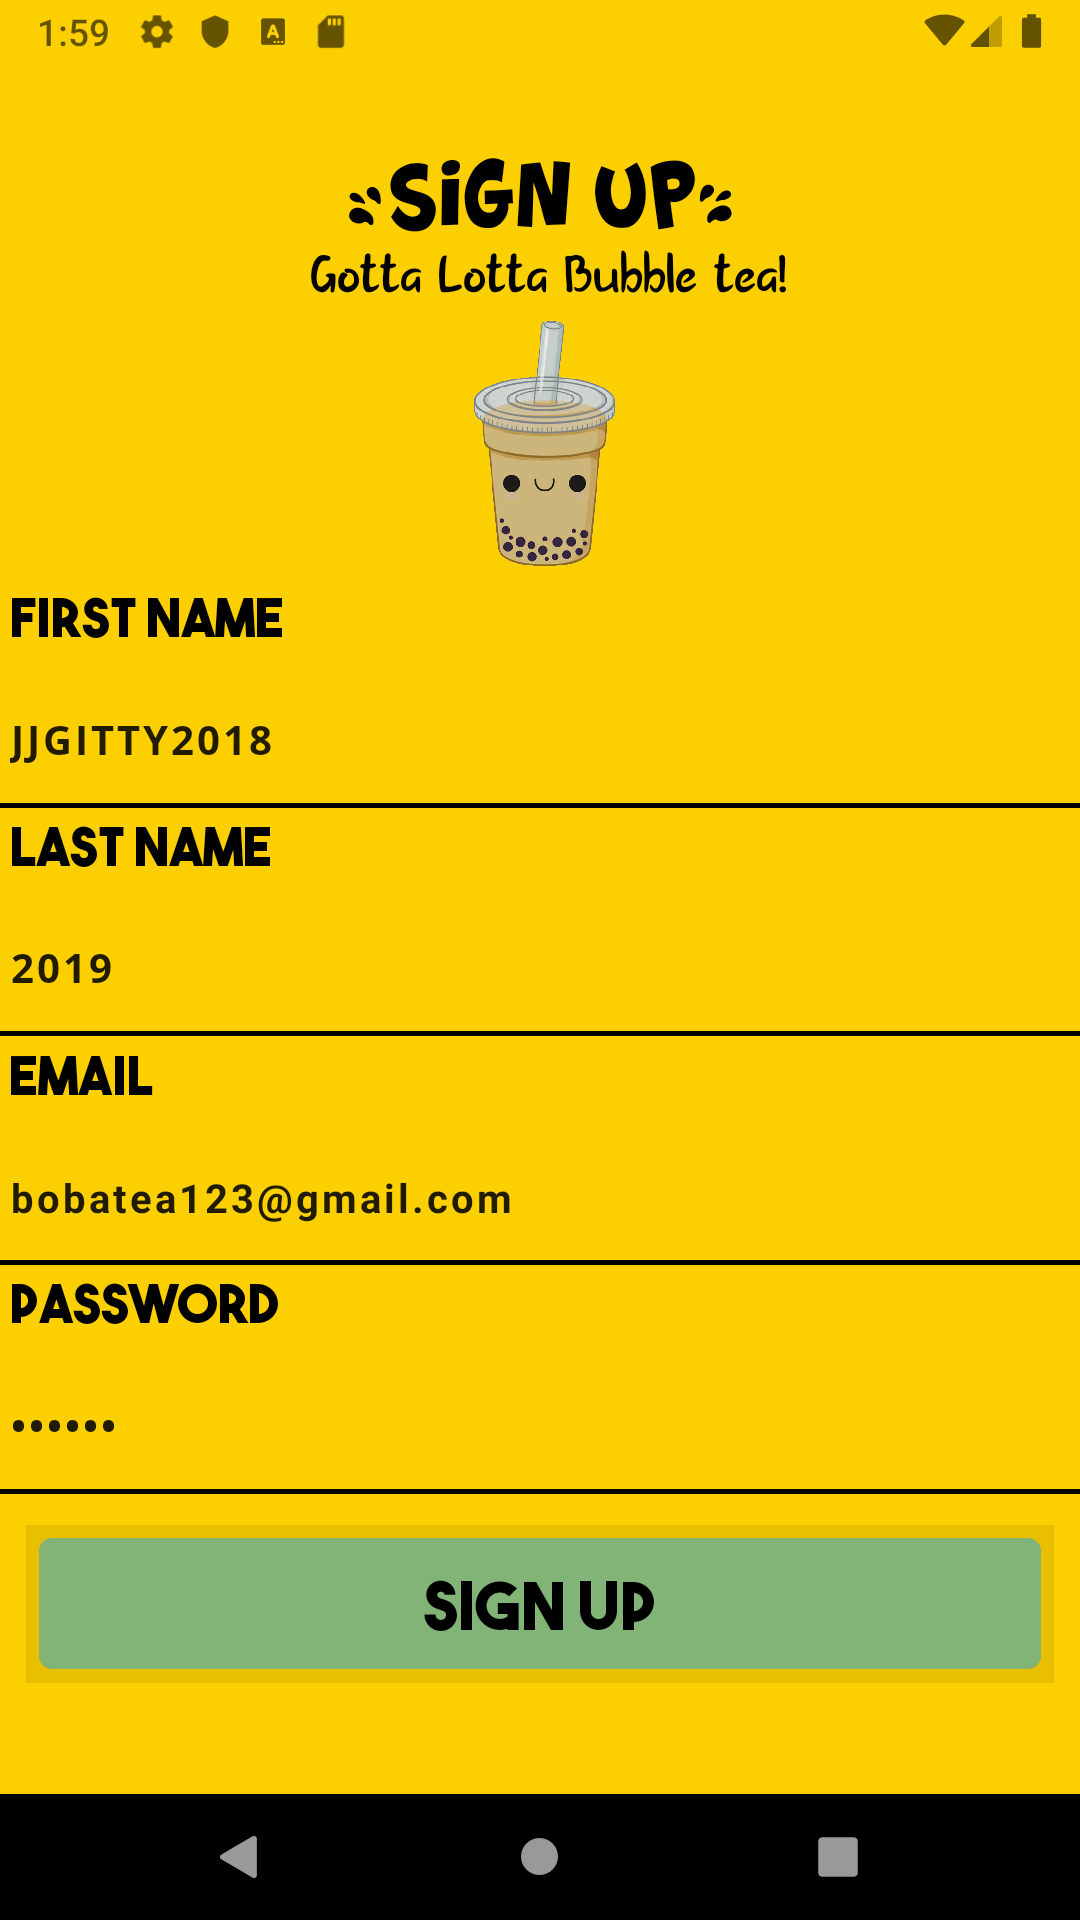 1:59
SiGN UP
Gotta Lotta Bubble tea!
FIRST NAME
JJGITTY2018
LAST NAME
2019
EMAIL
bobatea123@gmail.com
PASSWORD
••••••
SIGN UP